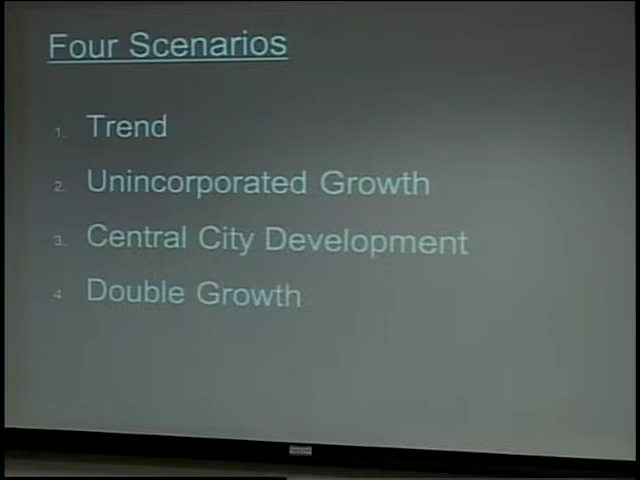 Four Scenarios
1. Trend
2. Unincorporated Growth
3. Central City Development
4. Double Growth